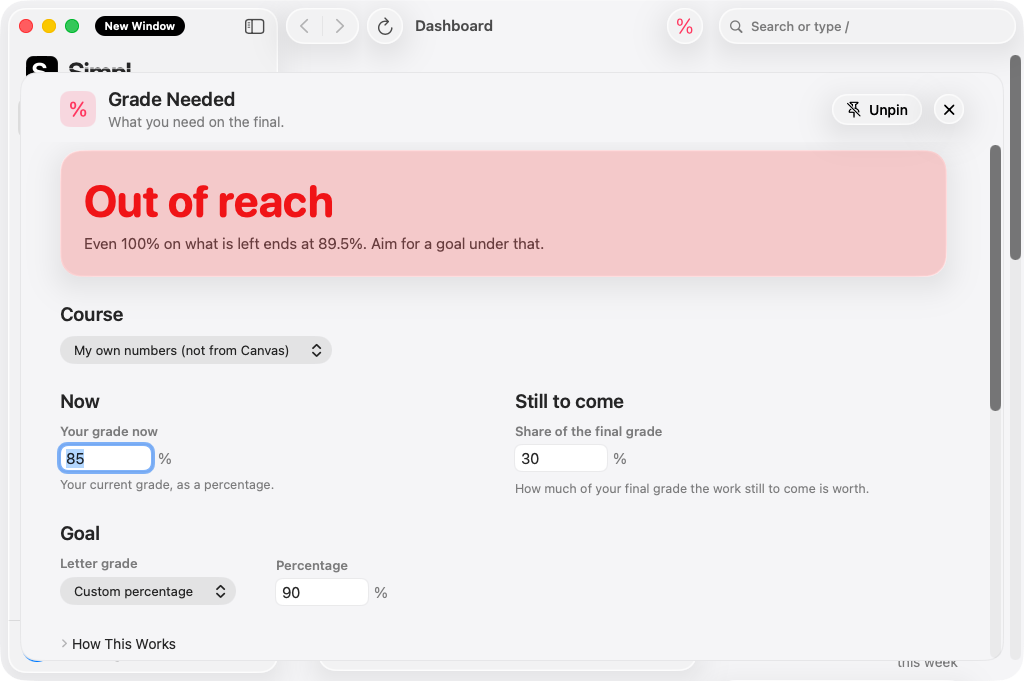 New Window
Dashboard
%
Search or type /
Simpl
%
Grade Needed
What you need on the final.
Unpin
Out of reach
Even 100% on what is left ends at 89.5%. Aim for a goal under that.
Course
My own numbers (not from Canvas)
Now
Still to come
Your grade now
Share of the final grade
85 %
30 %
Your current grade, as a percentage.
How much of your final grade the work still to come is worth.
Goal
Letter grade
Percentage
Custom percentage
90 %
How This Works
this week